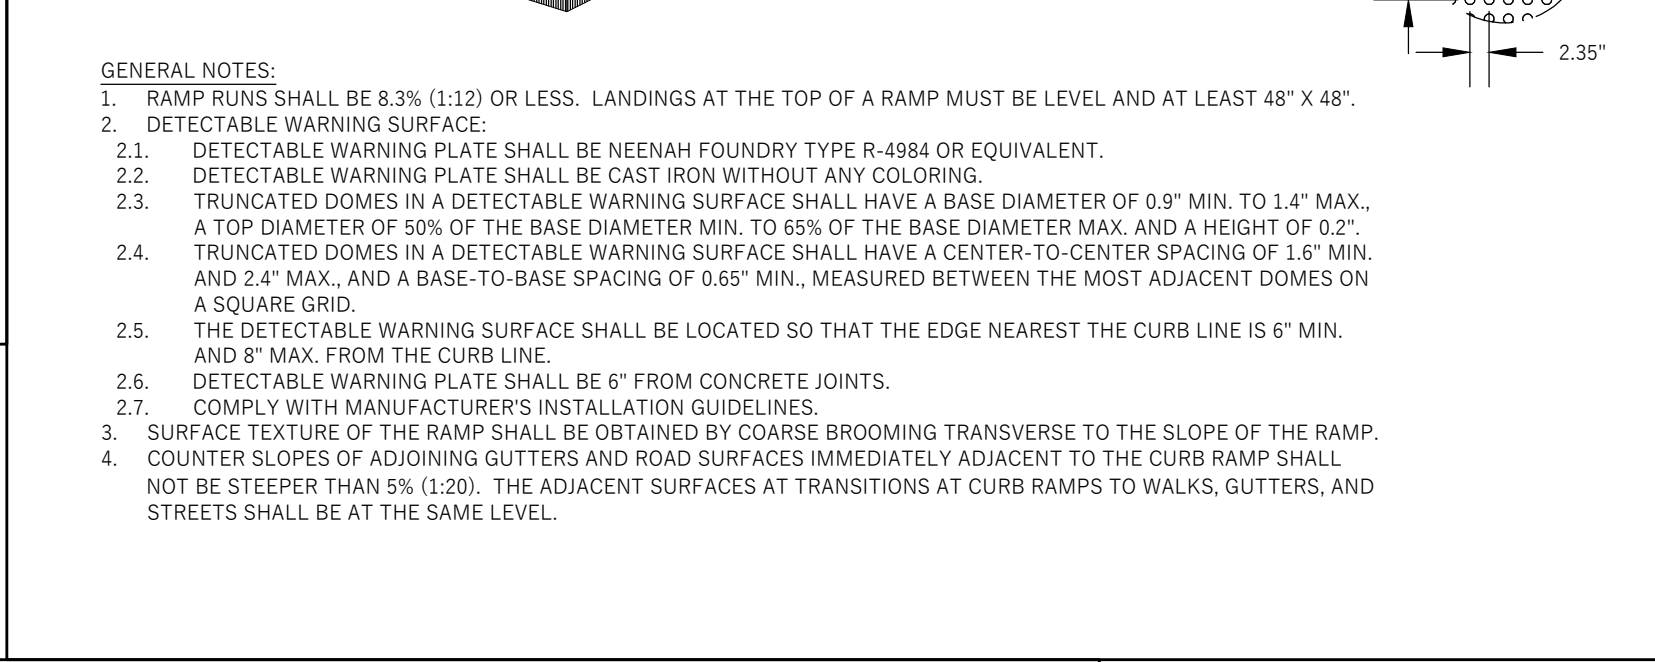 2.35"
GENERAL NOTES:
1. RAMP RUNS SHALL BE 8.3% (1:12) OR LESS. LANDINGS AT THE TOP OF A RAMP MUST BE LEVEL AND AT LEAST 48" X 48".
2. DETECTABLE WARNING SURFACE:
2.1. DETECTABLE WARNING PLATE SHALL BE NEENAH FOUNDRY TYPE R-4984 OR EQUIVALENT.
2.2. DETECTABLE WARNING PLATE SHALL BE CAST IRON WITHOUT ANY COLORING.
2.3. TRUNCATED DOMES IN A DETECTABLE WARNING SURFACE SHALL HAVE A BASE DIAMETER OF 0.9" MIN. TO 1.4" MAX.,
A TOP DIAMETER OF 50% OF THE BASE DIAMETER MIN. TO 65% OF THE BASE DIAMETER MAX. AND A HEIGHT OF 0.2".
2.4. TRUNCATED DOMES IN A DETECTABLE WARNING SURFACE SHALL HAVE A CENTER-TO-CENTER SPACING OF 1.6" MIN.
AND 2.4" MAX., AND A BASE-TO-BASE SPACING OF 0.65" MIN., MEASURED BETWEEN THE MOST ADJACENT DOMES ON
A SQUARE GRID.
2.5. THE DETECTABLE WARNING SURFACE SHALL BE LOCATED SO THAT THE EDGE NEAREST THE CURB LINE IS 6" MIN.
AND 8" MAX. FROM THE CURB LINE.
2.6. DETECTABLE WARNING PLATE SHALL BE 6" FROM CONCRETE JOINTS.
2.7. COMPLY WITH MANUFACTURER'S INSTALLATION GUIDELINES.
3. SURFACE TEXTURE OF THE RAMP SHALL BE OBTAINED BY COARSE BROOMING TRANSVERSE TO THE SLOPE OF THE RAMP.
4. COUNTER SLOPES OF ADJOINING GUTTERS AND ROAD SURFACES IMMEDIATELY ADJACENT TO THE CURB RAMP SHALL
NOT BE STEEPER THAN 5% (1:20). THE ADJACENT SURFACES AT TRANSITIONS AT CURB RAMPS TO WALKS, GUTTERS, AND
STREETS SHALL BE AT THE SAME LEVEL.